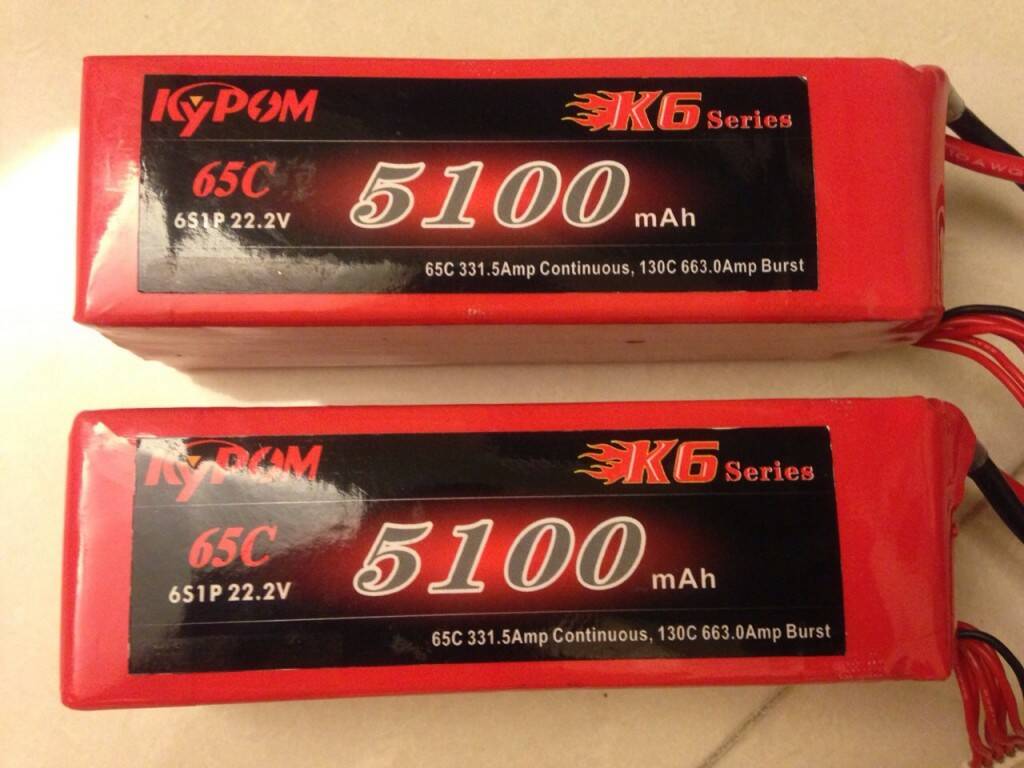 KyPOM
K6 Series
65C
5100 mAh
6S1P 22.2V
65C 331.5Amp Continuous, 130C 663.0Amp Burst
10AWG
KyPOM
K6 Series
65C
5100 mAh
6S1P 22.2V
65C 331.5Amp Continuous, 130C 663.0Amp Burst